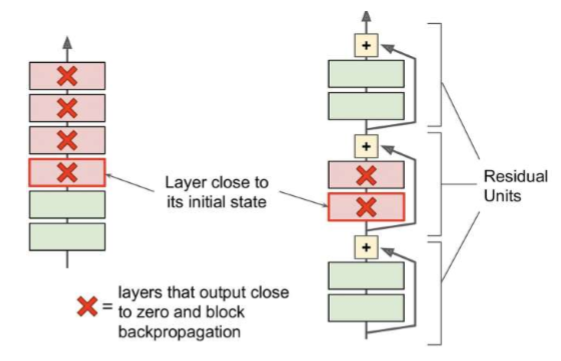 +
+
Layer close to
its initial state
Residual
Units
+
= layers that output close
to zero and block
backpropagation